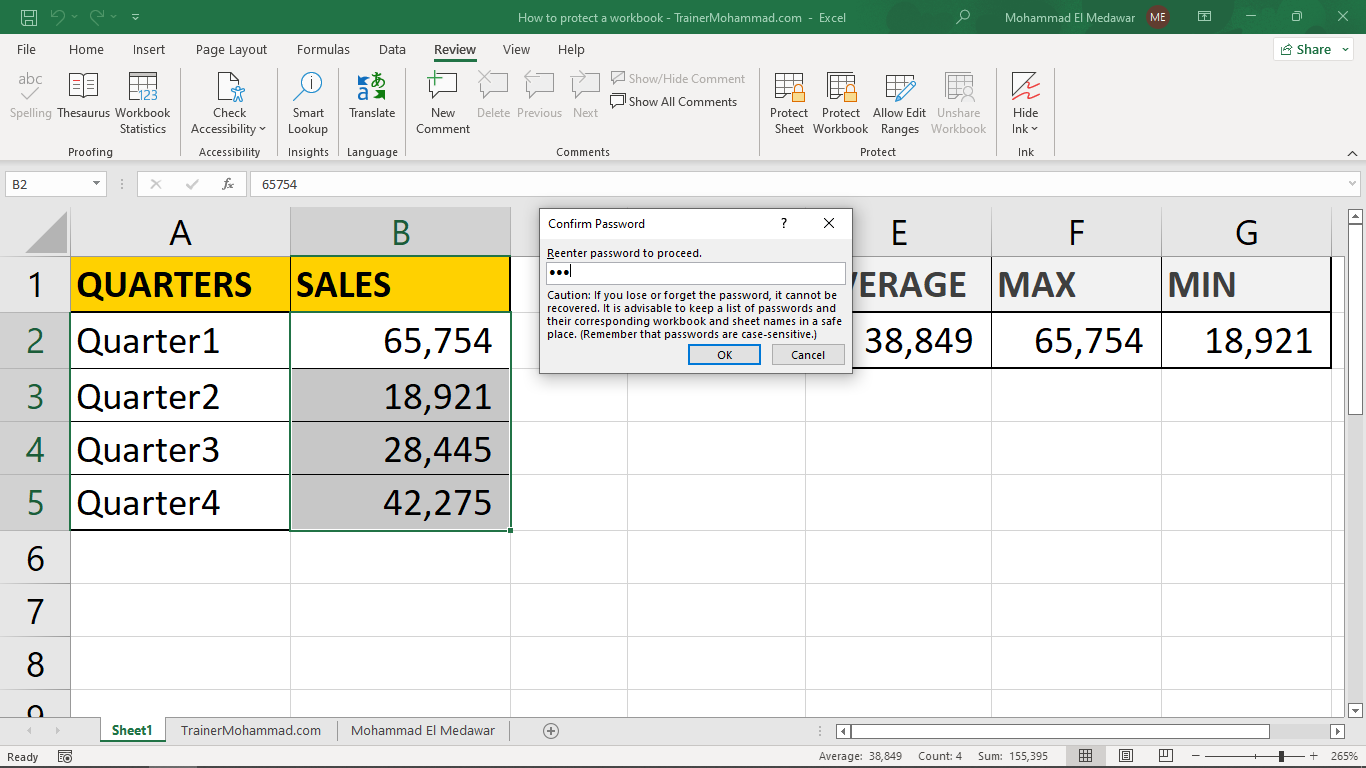 How to protect a workbook - TrainerMohammad.com - Excel
Mohammad El Medawar ME
File Home Insert Page Layout Formulas Data Review View Help Share
abc
Spelling
Thesaurus
Workbook
Statistics
Proofing
Check
Accessibility
Accessibility
Smart
Lookup
Insights
Translate
Language
New
Comment
Delete
Previous
Next
Show/Hide Comment
Show All Comments
Comments
Protect
Sheet
Protect
Workbook
Allow Edit
Ranges
Unshare
Workbook
Protect
Hide
Ink
Ink
B2 fx 65754
A B E F G
1 QUARTERS SALES VERAGE MAX MIN
2 Quarter1 65,754 38,849 65,754 18,921
3 Quarter2 18,921
4 Quarter3 28,445
5 Quarter4 42,275
6
7
8
9
Confirm Password ?
Reenter password to proceed.
•••
Caution: If you lose or forget the password, it cannot be
recovered. It is advisable to keep a list of passwords and
their corresponding workbook and sheet names in a safe
place. (Remember that passwords are case-sensitive.)
OK Cancel
Sheet1 TrainerMohammad.com Mohammad El Medawar
Ready Average: 38,849 Count: 4 Sum: 155,395 265%